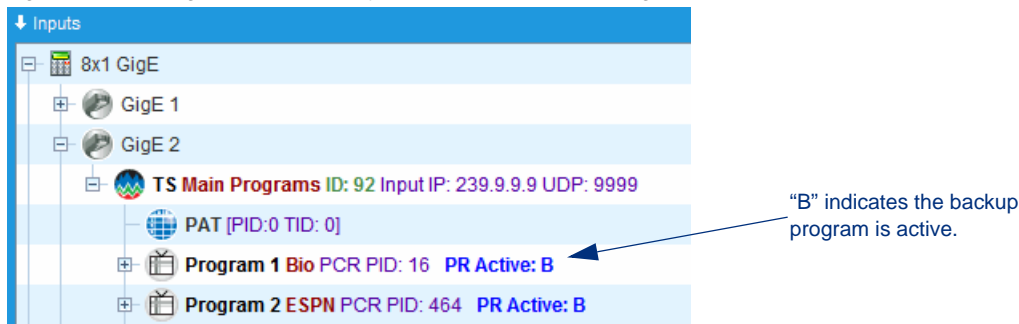 Inputs
8x1 GigE
GigE 1
GigE 2
TS Main Programs ID: 92 Input IP: 239.9.9.9 UDP: 9999
PAT [PID:0 TID: 0]
Program 1 Bio PCR PID: 16 PR Active: B
Program 2 ESPN PCR PID: 464 PR Active: B
“B” indicates the backup
program is active.